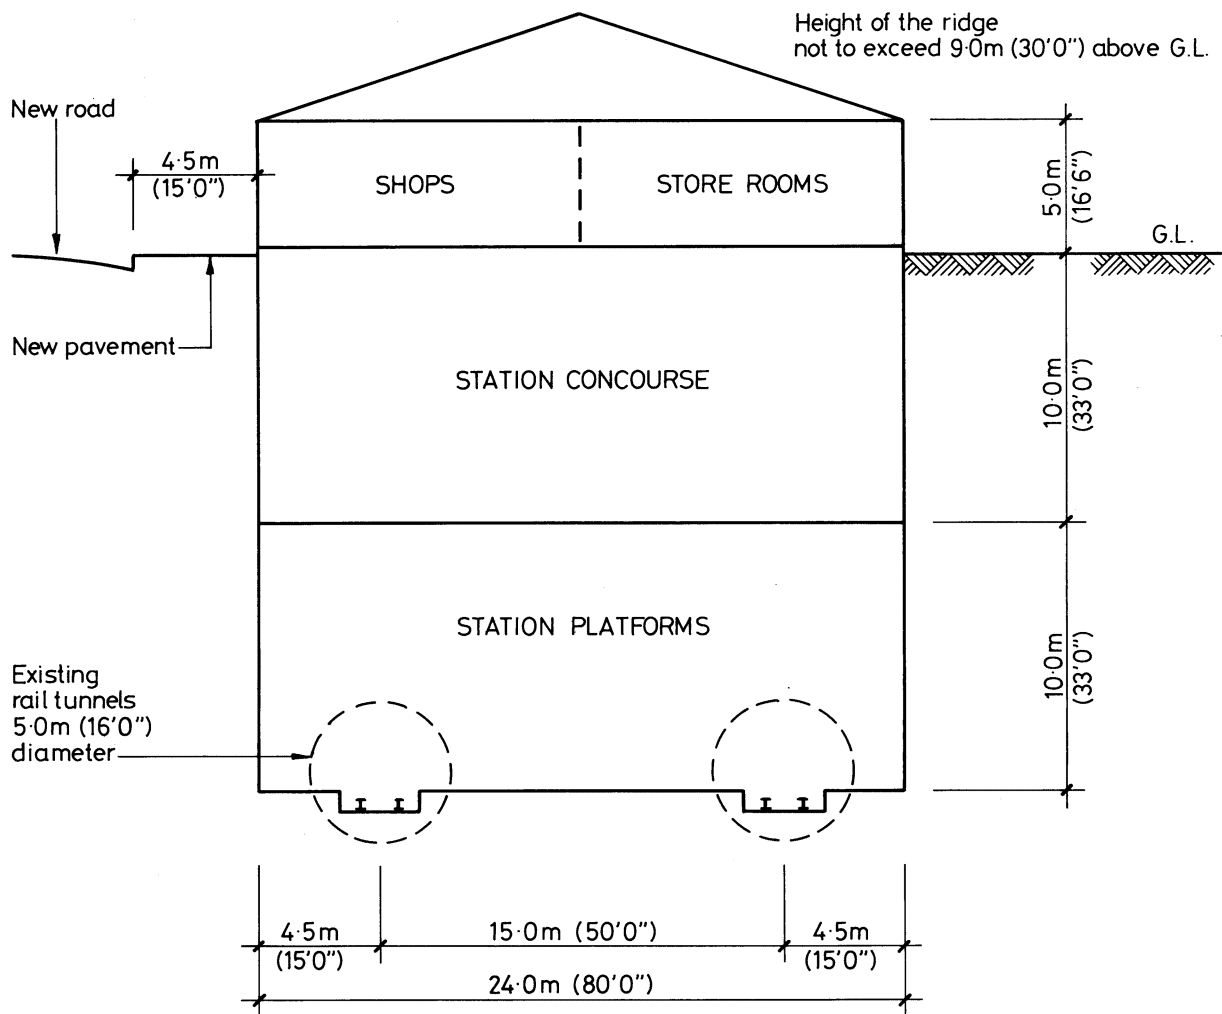 Height of the ridge
not to exceed 9·0m (30'0") above G.L.
New road
4·5m
(15'0")
SHOPS
STORE ROOMS
5·0m
(16'6")
G.L.
New pavement
STATION CONCOURSE
10·0m
(33'0")
STATION PLATFORMS
10·0m
(33'0")
Existing
rail tunnels
5·0m (16'0")
diameter
4·5m
(15'0")
15·0m (50'0")
4·5m
(15'0")
24·0m (80'0")